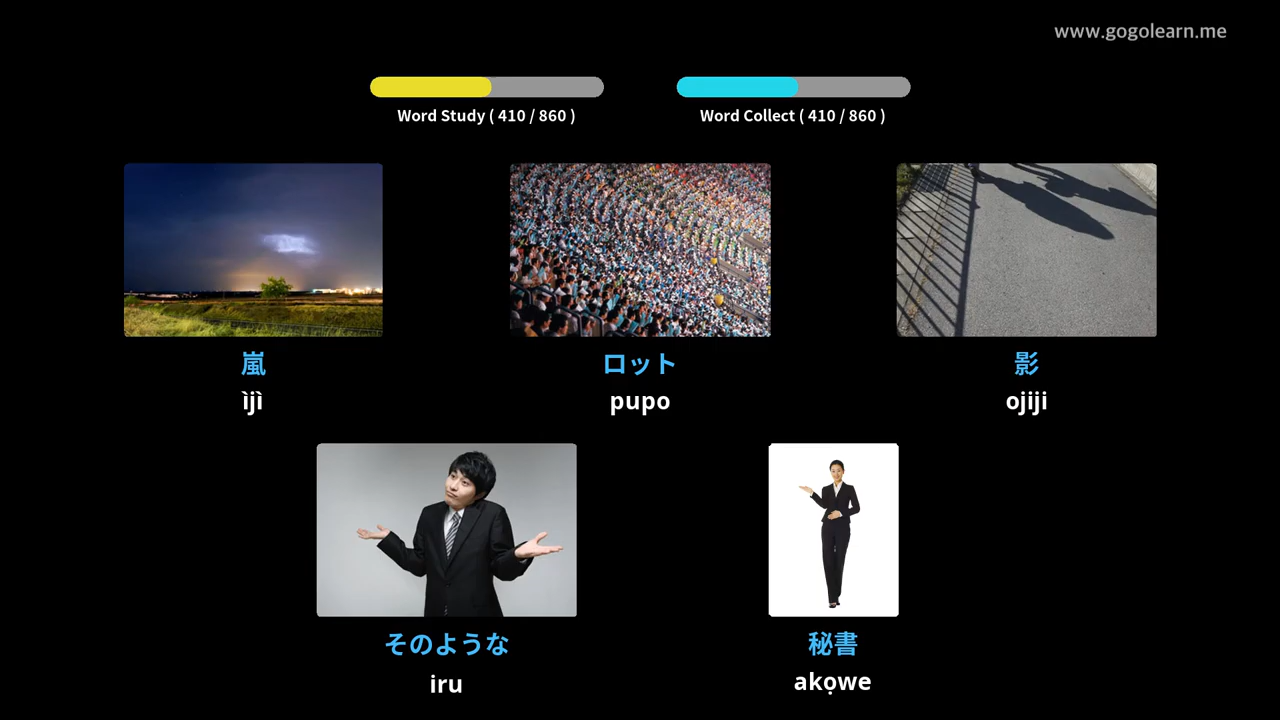 www.gogolearn.me
Word Study ( 410 / 860 )
Word Collect ( 410 / 860 )
嵐
ìjì
ロット
pupo
影
ojiji
そのような
iru
秘書
akọwe